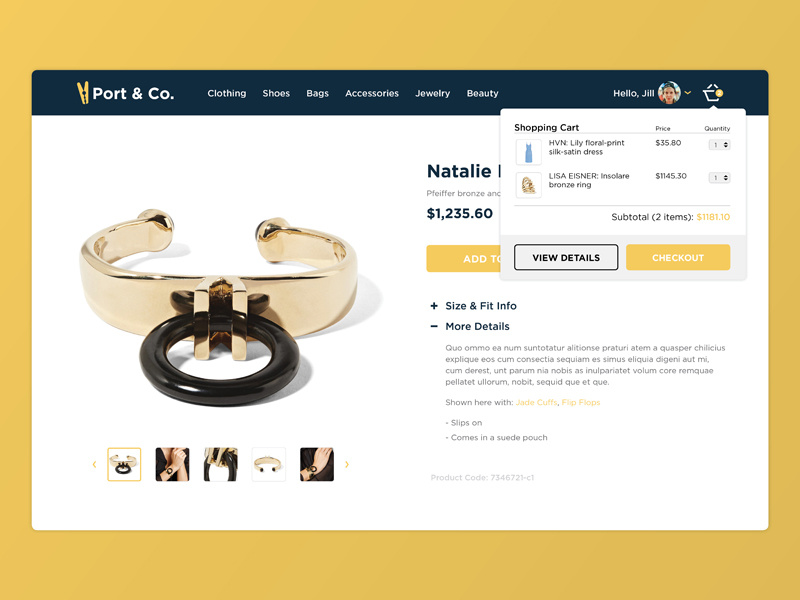 Port & Co.
Clothing
Shoes
Bags
Accessories
Jewelry
Beauty
Hello, Jill
2
Shopping Cart
Price
Quantity
HVN: Lily floral-print
silk-satin dress
$35.80
1
LISA EISNER: Insolare
bronze ring
$1145.30
1
Subtotal (2 items): $1181.10
VIEW DETAILS
CHECKOUT
Natalie
Pfeiffer bronze and
$1,235.60
ADD TO
+ Size & Fit Info
− More Details
Quo ommo ea num suntotatur alitionse praturi atem a quasper chilicius
explique eos cum consectia sequiam es simus eliquia digeni aut mi,
cum derest, unt parum nia nobis as inulpariatet volum core remquae
pellatet ullorum, nobit, sequid que et que.
Shown here with: Jade Cuffs, Flip Flops
- Slips on
- Comes in a suede pouch
Product Code: 7346721-c1